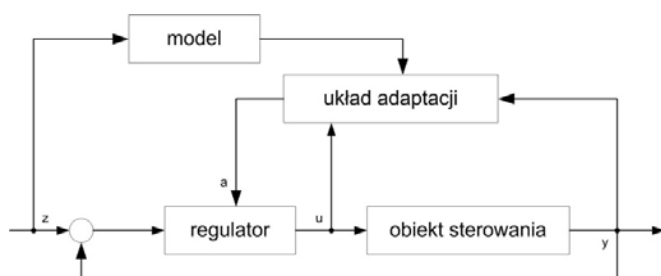 model
układ adaptacji
a
z
regulator
u
obiekt sterowania
y